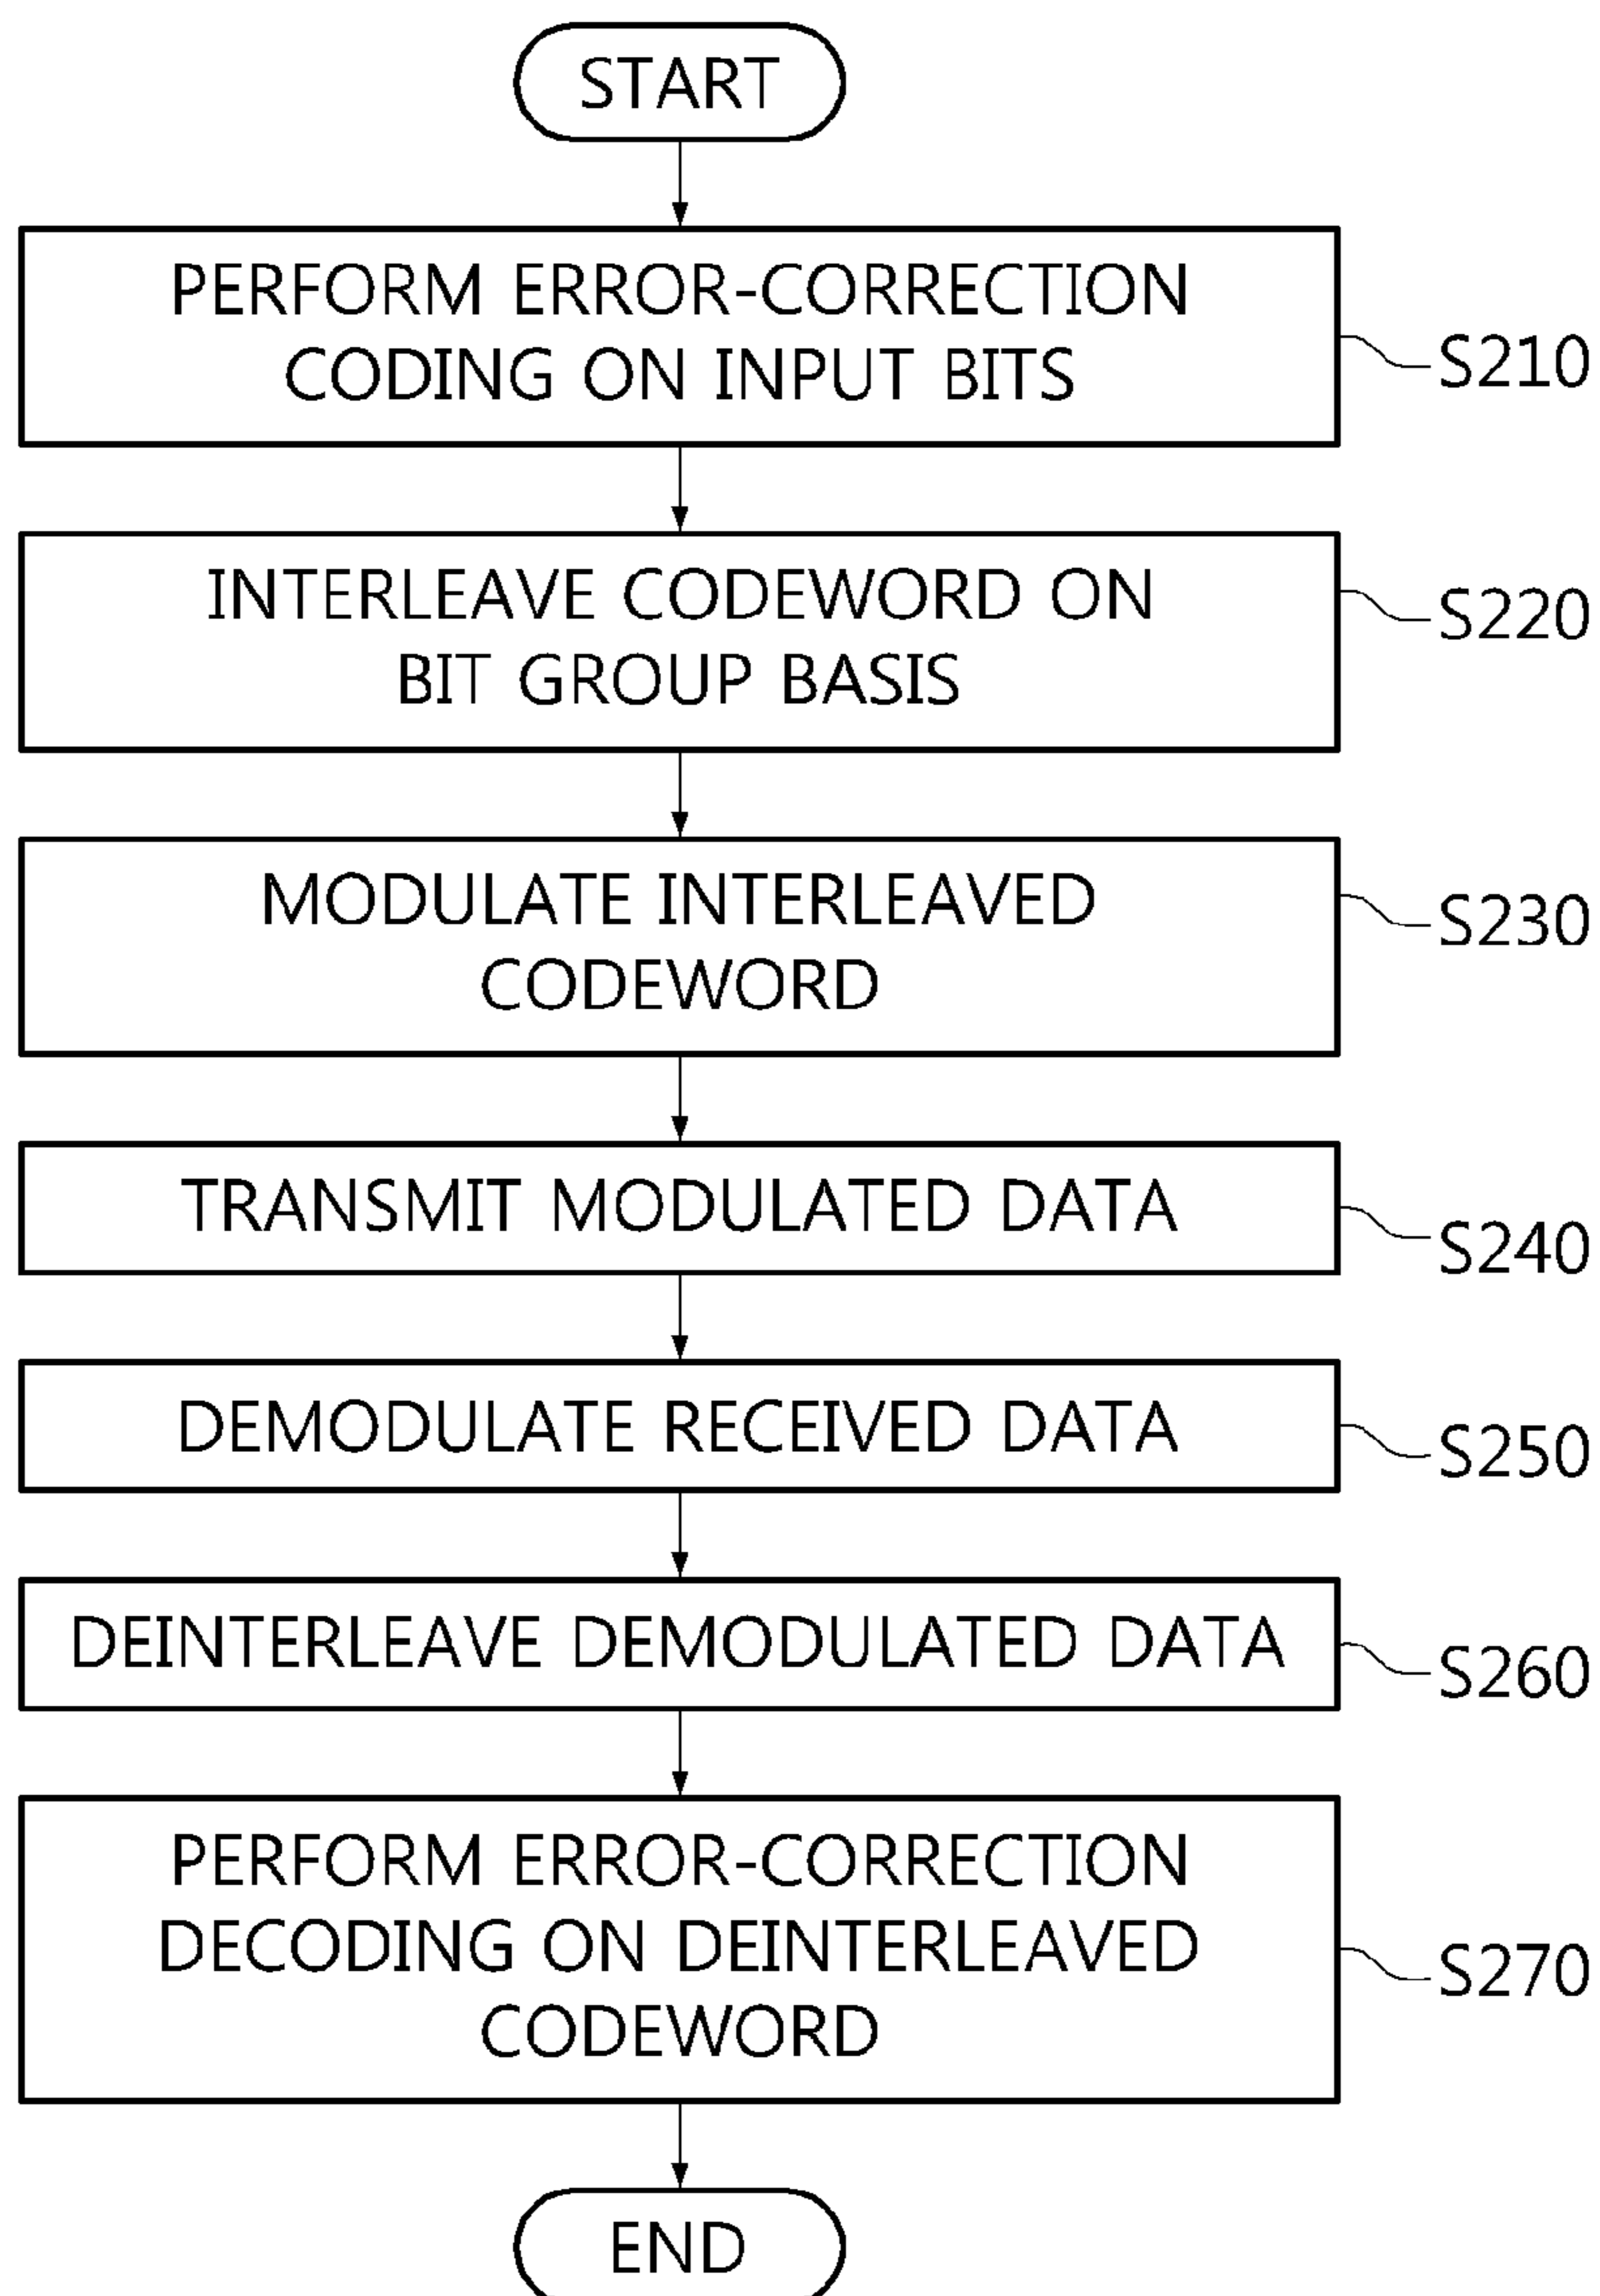 START
PERFORM ERROR-CORRECTION
CODING ON INPUT BITS
S210
INTERLEAVE CODEWORD ON
BIT GROUP BASIS
S220
MODULATE INTERLEAVED
CODEWORD
S230
TRANSMIT MODULATED DATA
S240
DEMODULATE RECEIVED DATA
S250
DEINTERLEAVE DEMODULATED DATA
S260
PERFORM ERROR-CORRECTION
DECODING ON DEINTERLEAVED
CODEWORD
S270
END